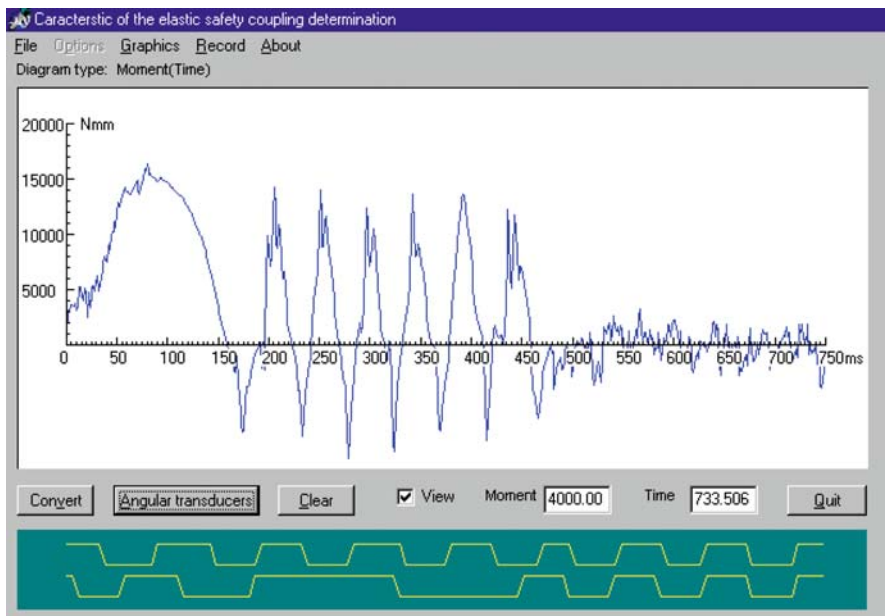 Caracterstic of the elastic safety coupling determination
File Options Graphics Record About
Diagram type: Moment(Time)
20000 Nmm
15000
10000
5000
0 50 100 150 200 250 300 350 400 450 500 550 600 650 700 750ms
Convert Angular transducers Clear View Moment 4000.00 Time 733.506 Quit